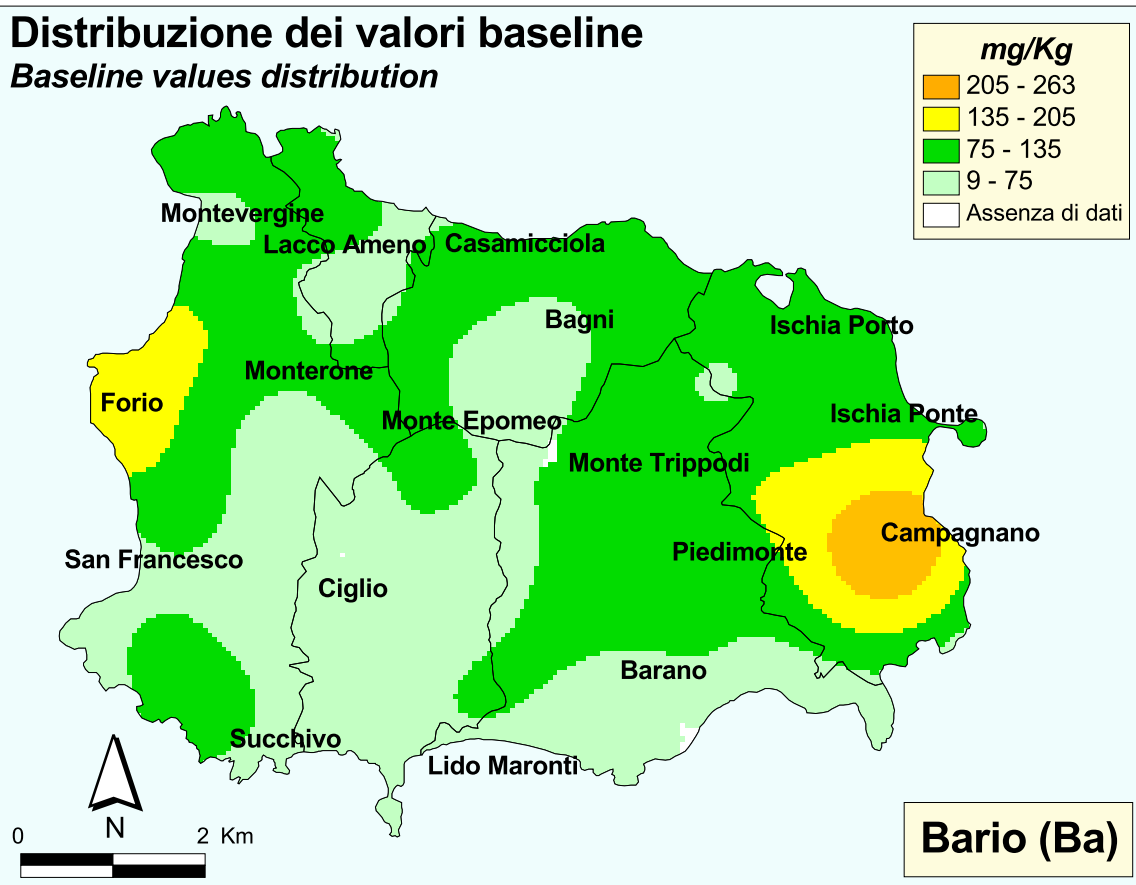 Distribuzione dei valori baseline
Baseline values distribution
mg/Kg
205 - 263
135 - 205
75 - 135
9 - 75
Assenza di dati
Montevergine
Lacco Ameno
Casamicciola
Bagni
Ischia Porto
Monterone
Forio
Monte Epomeo
Ischia Ponte
Monte Trippodi
Campagnano
San Francesco
Piedimonte
Ciglio
Barano
Succhivo
Lido Maronti
N
0 2 Km
Bario (Ba)